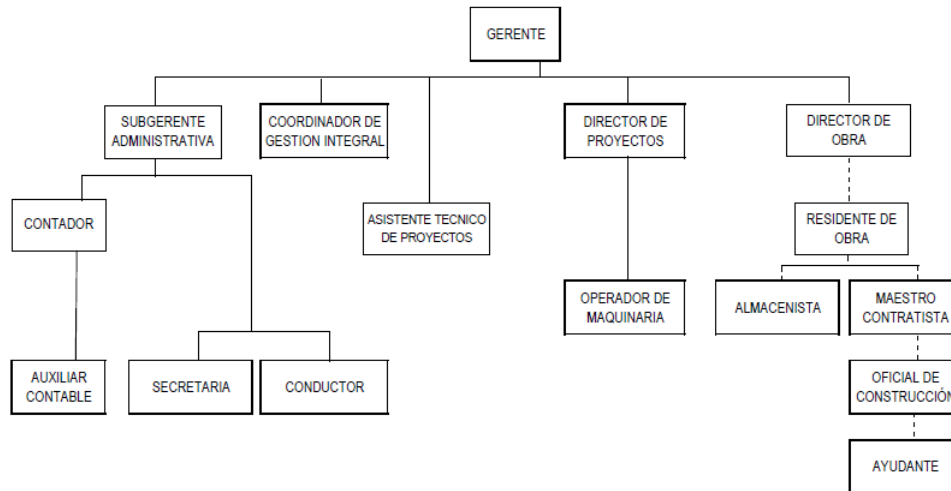 GERENTE
SUBGERENTE
ADMINISTRATIVA
COORDINADOR DE
GESTION INTEGRAL
DIRECTOR DE
PROYECTOS
DIRECTOR DE
OBRA
CONTADOR
ASISTENTE TECNICO
DE PROYECTOS
RESIDENTE DE
OBRA
OPERADOR DE
MAQUINARIA
ALMACENISTA
MAESTRO
CONTRATISTA
AUXILIAR
CONTABLE
SECRETARIA
CONDUCTOR
OFICIAL DE
CONSTRUCCIÓN
AYUDANTE